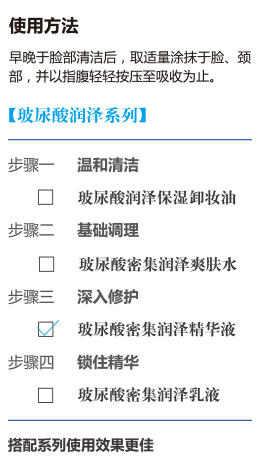 使用方法
早晚于脸部清洁后，取适量涂抹于脸、颈
部，并以指腹轻轻按压至吸收为止。
【玻尿酸润泽系列】
步骤一 温和清洁
玻尿酸润泽保湿卸妆油
步骤二 基础调理
玻尿酸密集润泽爽肤水
步骤三 深入修护
玻尿酸密集润泽精华液
步骤四 锁住精华
玻尿酸密集润泽乳液
搭配系列使用效果更佳